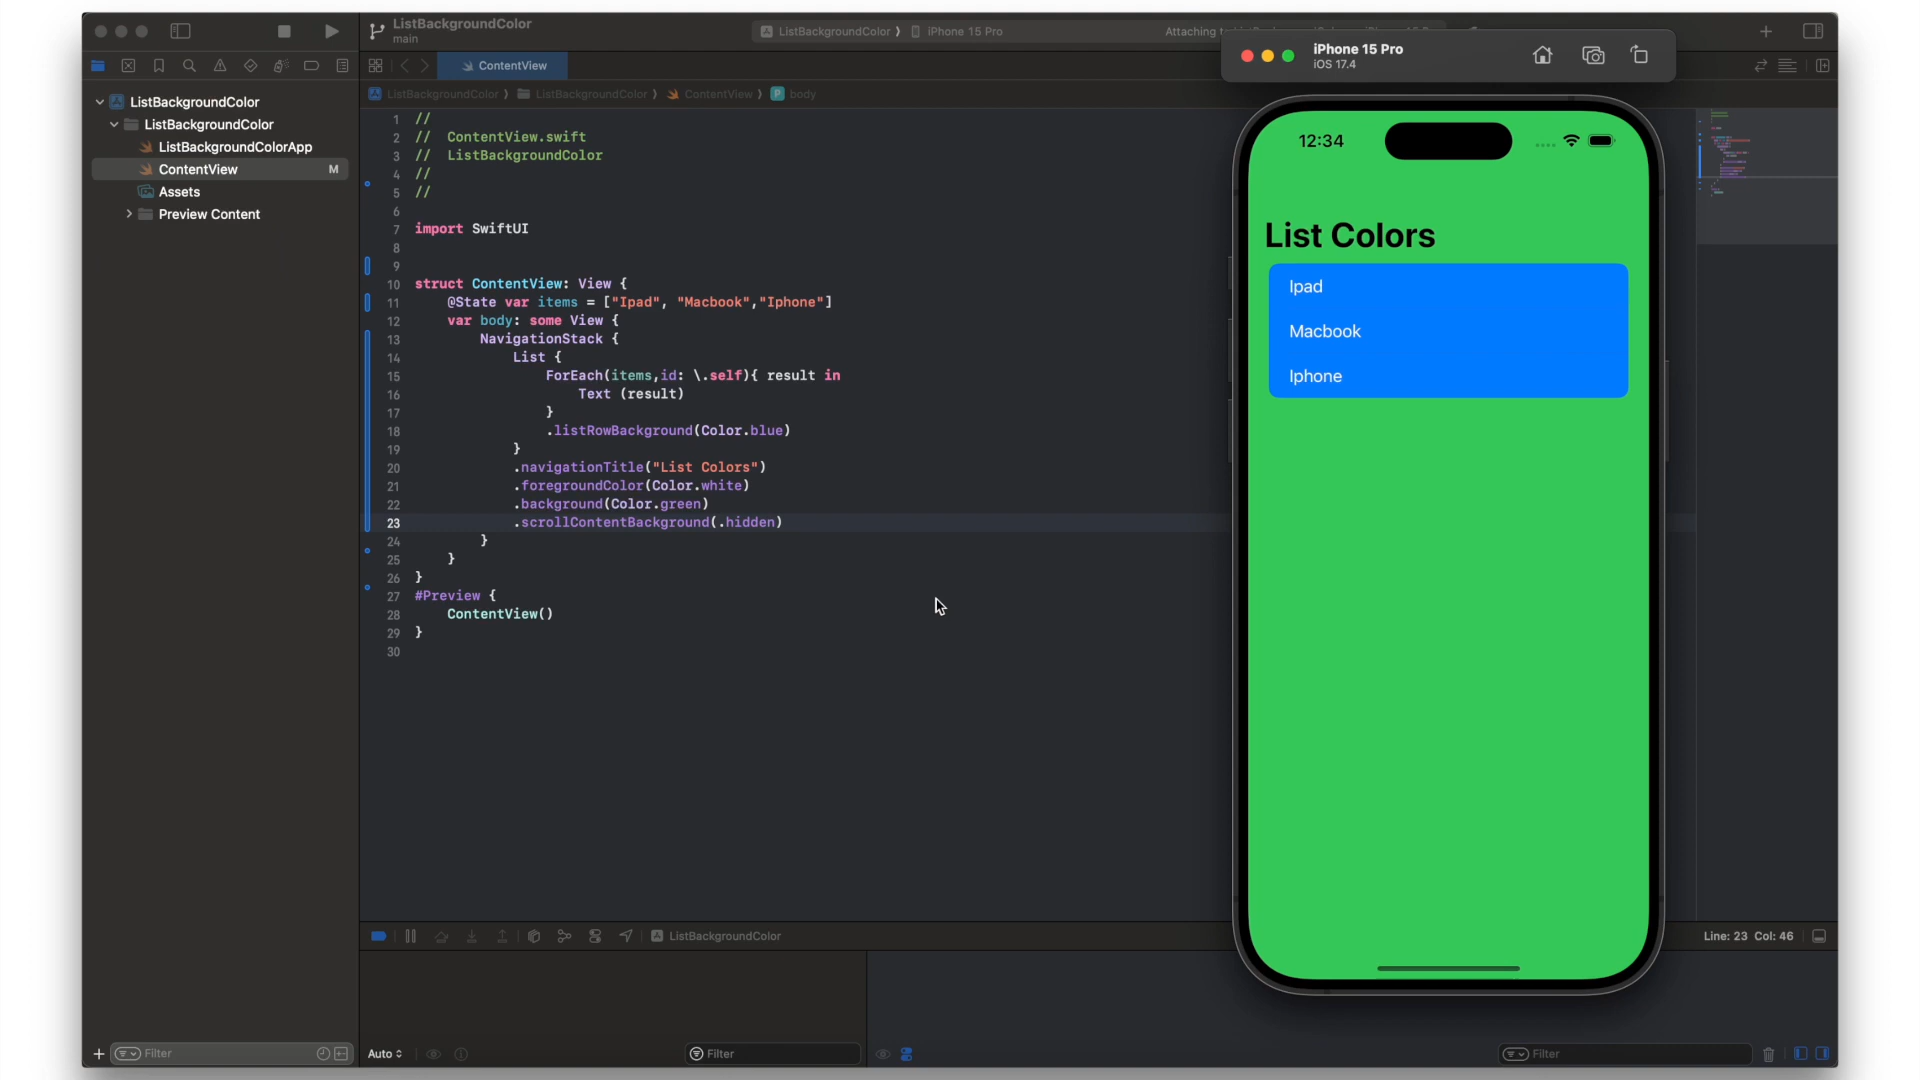 ListBackgroundColor
main
ListBackgroundColor
iPhone 15 Pro
ContentView
ListBackgroundColor
ListBackgroundColor
ContentView
body
ListBackgroundColor
ListBackgroundColor
ListBackgroundColorApp
ContentView
M
Assets
Preview Content
1 //
2 // ContentView.swift
3 // ListBackgroundColor
4 //
5 //
6
7 import SwiftUI
8
9
10 struct ContentView: View {
11 @State var items = ["Ipad", "Macbook","Iphone"]
12 var body: some View {
13 NavigationStack {
14 List {
15 ForEach(items,id: \.self){ result in
16 Text (result)
17 }
18 .listRowBackground(Color.blue)
19 }
20 .navigationTitle("List Colors")
21 .foregroundColor(Color.white)
22 .background(Color.green)
23 .scrollContentBackground(.hidden)
24 }
25 }
26 }
27 #Preview {
28 ContentView()
29 }
30
iPhone 15 Pro
iOS 17.4
12:34
List Colors
Ipad
Macbook
Iphone
ListBackgroundColor
Line: 23 Col: 46
Filter
Auto
Filter
Filter